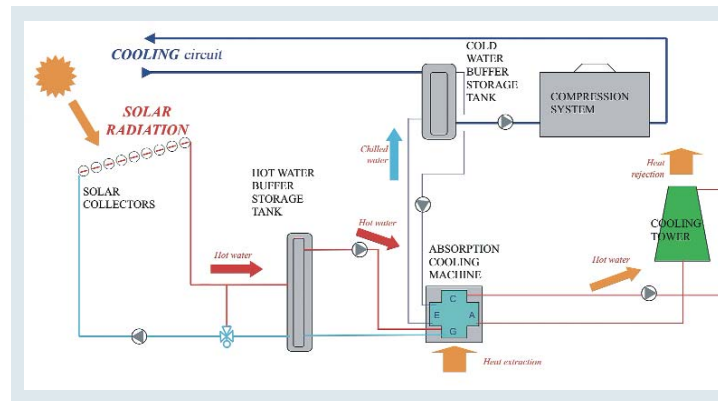 COOLING circuit
COLD
WATER
BUFFER
STORAGE
TANK
COMPRESSION
SYSTEM
SOLAR
RADIATION
Chilled
water
Heat
rejection
SOLAR
COLLECTORS
HOT WATER
BUFFER
STORAGE
TANK
Hot water
COOLING
TOWER
Hot water
ABSORPTION
COOLING
MACHINE
Hot water
C
E A
G
Heat extraction